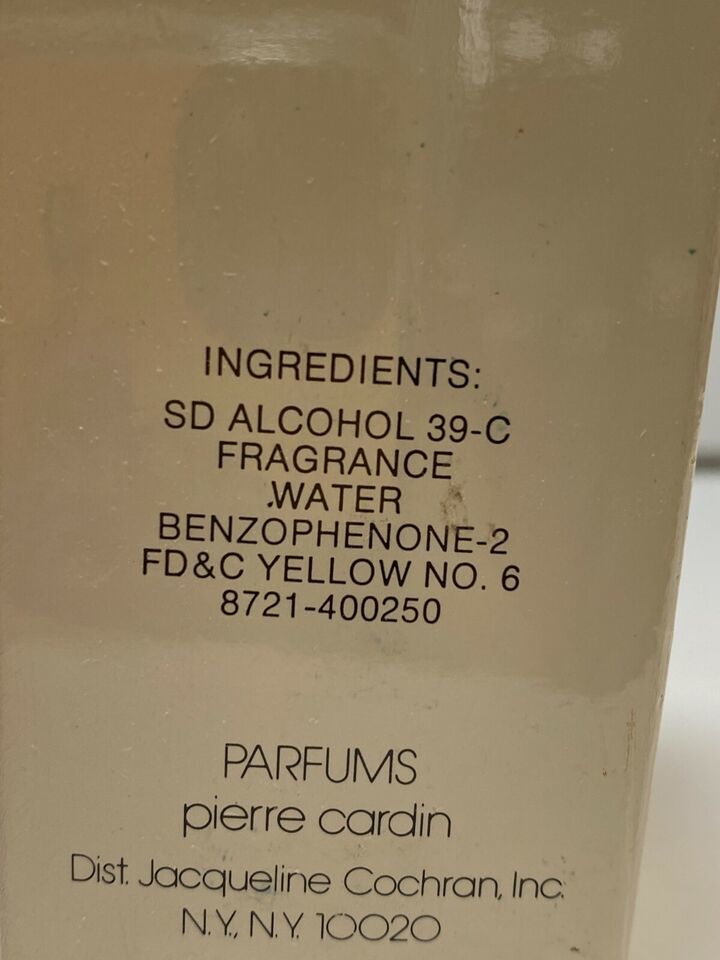 INGREDIENTS:
SD ALCOHOL 39-C
FRAGRANCE
.WATER
BENZOPHENONE-2
FD&C YELLOW NO. 6
8721-400250
PARFUMS
pierre cardin
Dist. Jacqueline Cochran, Inc.
N.Y., N.Y. 10020